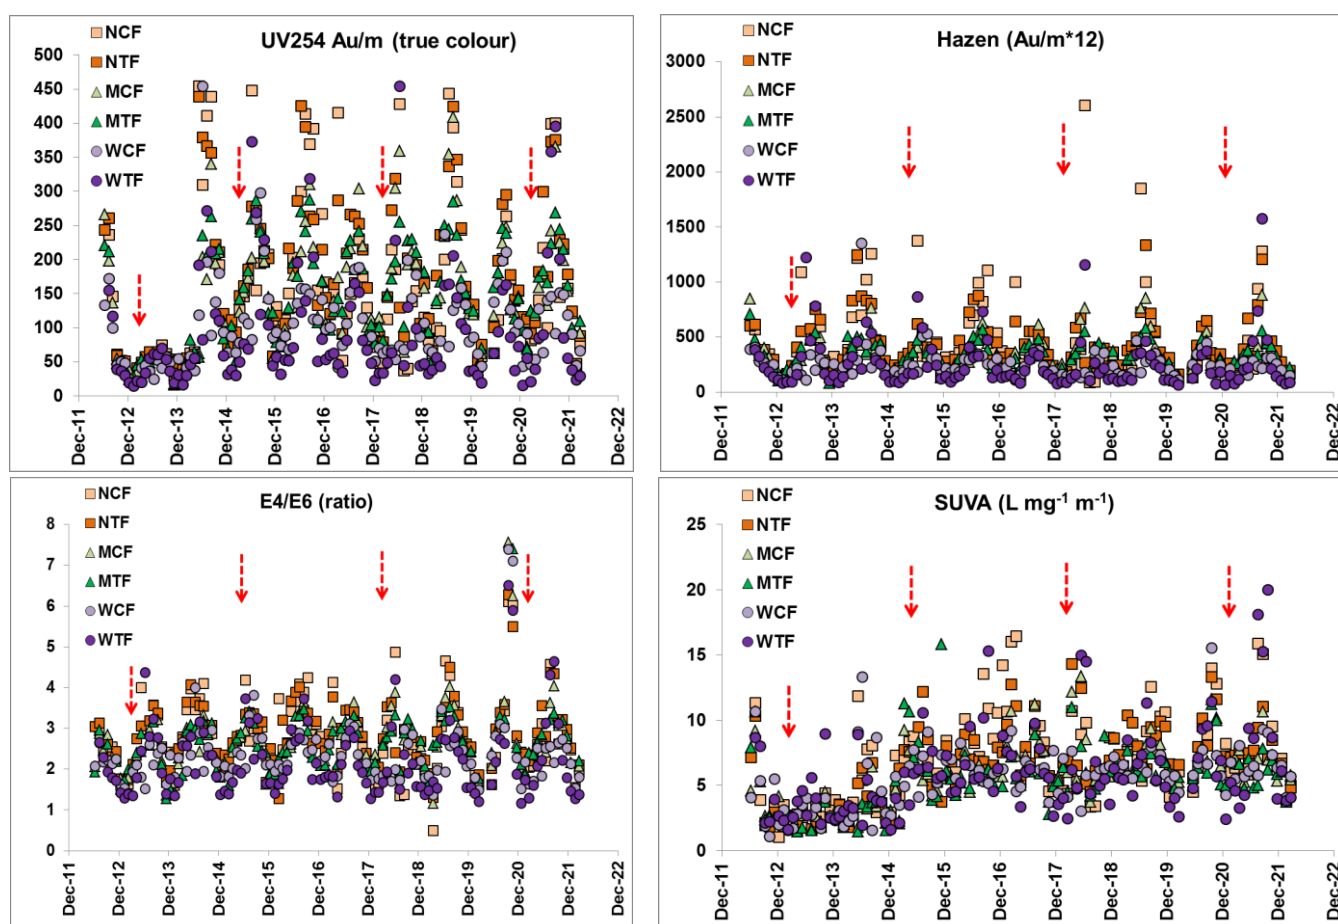 UV254 Au/m (true colour)
NCF
NTF
MCF
MTF
WCF
WTF
500
450
400
350
300
250
200
150
100
50
0
Dec-11
Dec-12
Dec-13
Dec-14
Dec-15
Dec-16
Dec-17
Dec-18
Dec-19
Dec-20
Dec-21
Dec-22
Hazen (Au/m*12)
NCF
NTF
MCF
MTF
WCF
WTF
3000
2500
2000
1500
1000
500
0
Dec-11
Dec-12
Dec-13
Dec-14
Dec-15
Dec-16
Dec-17
Dec-18
Dec-19
Dec-20
Dec-21
Dec-22
E4/E6 (ratio)
NCF
NTF
MCF
MTF
WCF
WTF
8
7
6
5
4
3
2
1
0
Dec-11
Dec-12
Dec-13
Dec-14
Dec-15
Dec-16
Dec-17
Dec-18
Dec-19
Dec-20
Dec-21
Dec-22
SUVA (L mg⁻¹ m⁻¹)
NCF
NTF
MCF
MTF
WCF
WTF
25
20
15
10
5
0
Dec-11
Dec-12
Dec-13
Dec-14
Dec-15
Dec-16
Dec-17
Dec-18
Dec-19
Dec-20
Dec-21
Dec-22